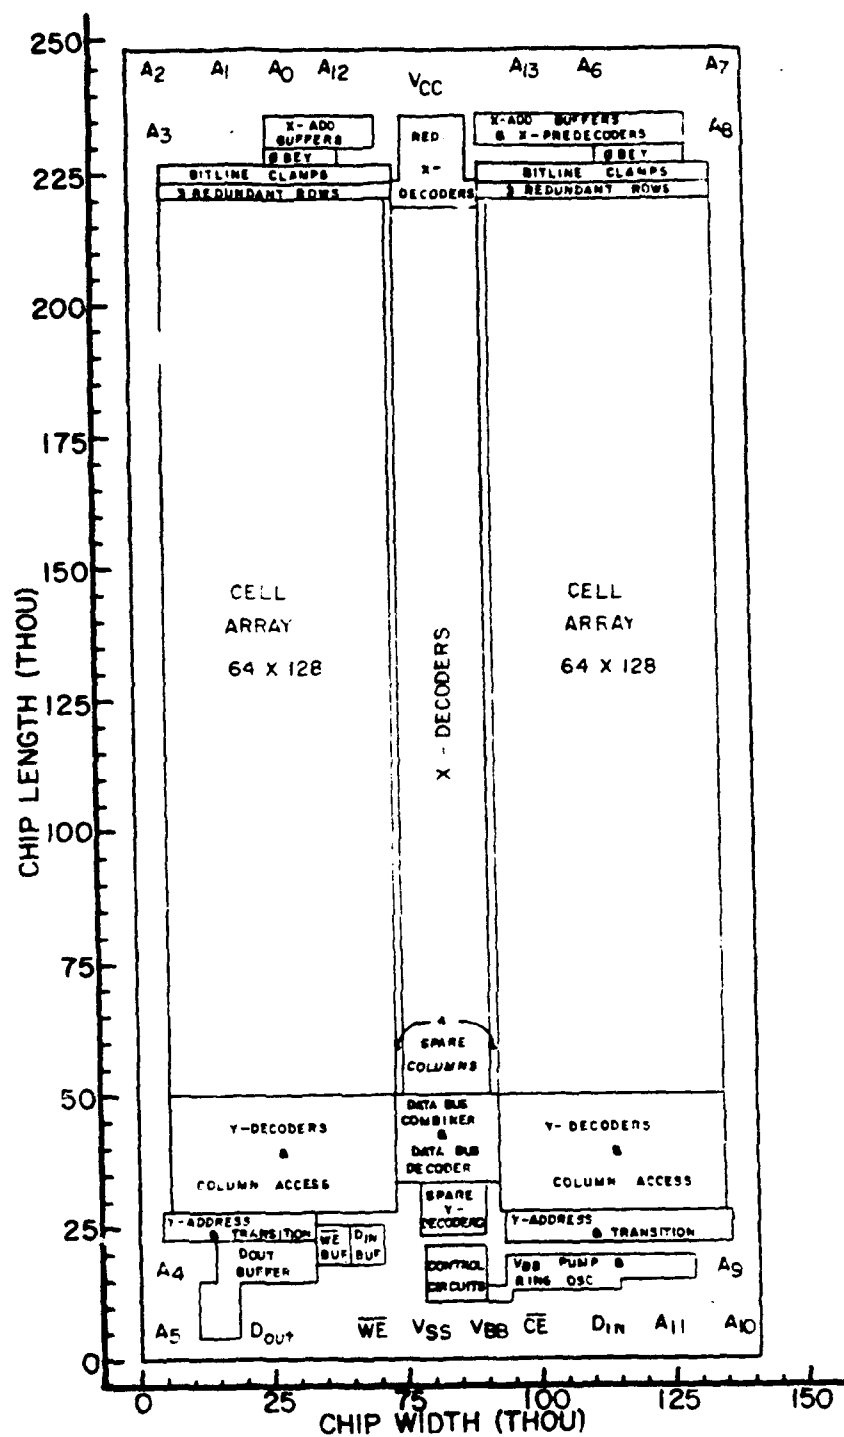 250
225
200
175
150
125
100
75
50
25
0
CHIP LENGTH (THOU)
A2 A1 A0 A12 VCC A13 A6 A7
A3 A8
X-ADD
BUFFERS
RED.
X-
DECODERS
X-ADD BUFFERS
& X-PREDECODERS
Ø BEY
Ø BEY
BITLINE CLAMPS
BITLINE CLAMPS
REDUNDANT ROWS
REDUNDANT ROWS
CELL
ARRAY
64 X 128
X - DECODERS
CELL
ARRAY
64 X 128
4
SPARE
COLUMNS
Y-DECODERS
&
COLUMN ACCESS
DATA BUS
COMBINER
&
DATA BUS
DECODER
Y- DECODERS
&
COLUMN ACCESS
SPARE
Y-
DECODERS
Y-ADDRESS
& TRANSITION
Y-ADDRESS
& TRANSITION
DOUT
BUFFER
WE
BUF
DIN
BUF
CONTROL
CIRCUITS
VBB PUMP &
RING OSC
A4 A9
A5 DOUT WE VSS VBB CE DIN A11 A10
0 25 75 100 125 150
CHIP WIDTH (THOU)